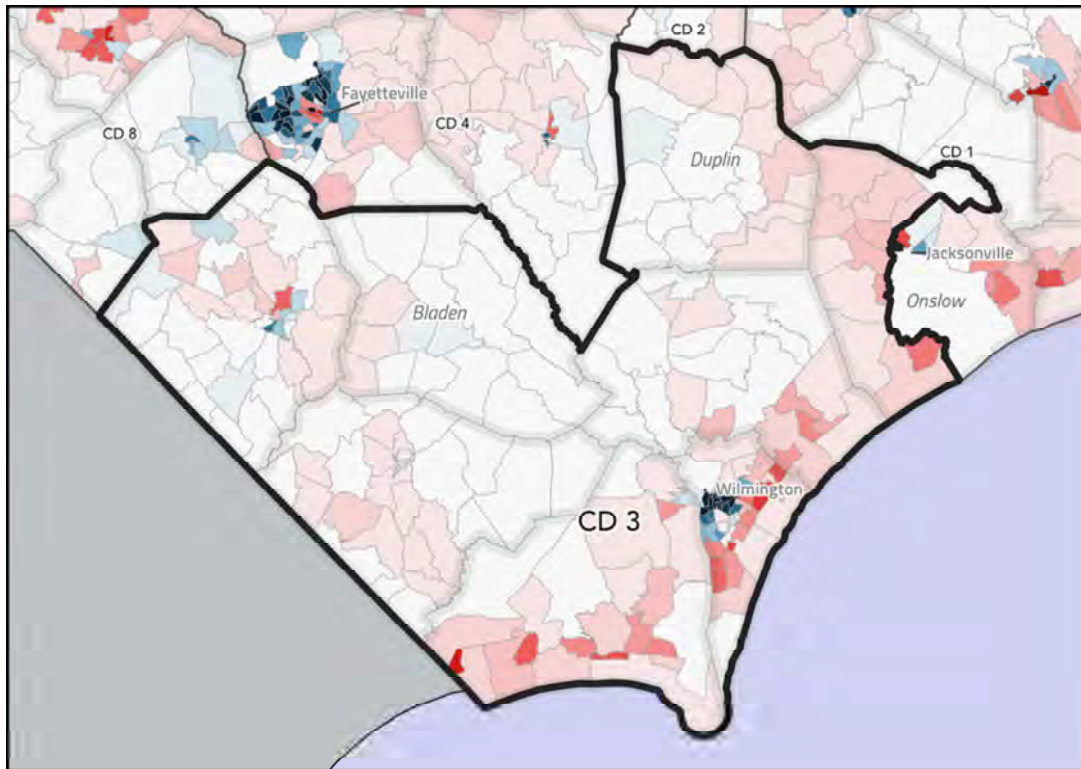 CD 2
Fayetteville
CD 8
CD 4
Duplin
CD 1
Jacksonville
Onslow
Bladen
Wilmington
CD 3